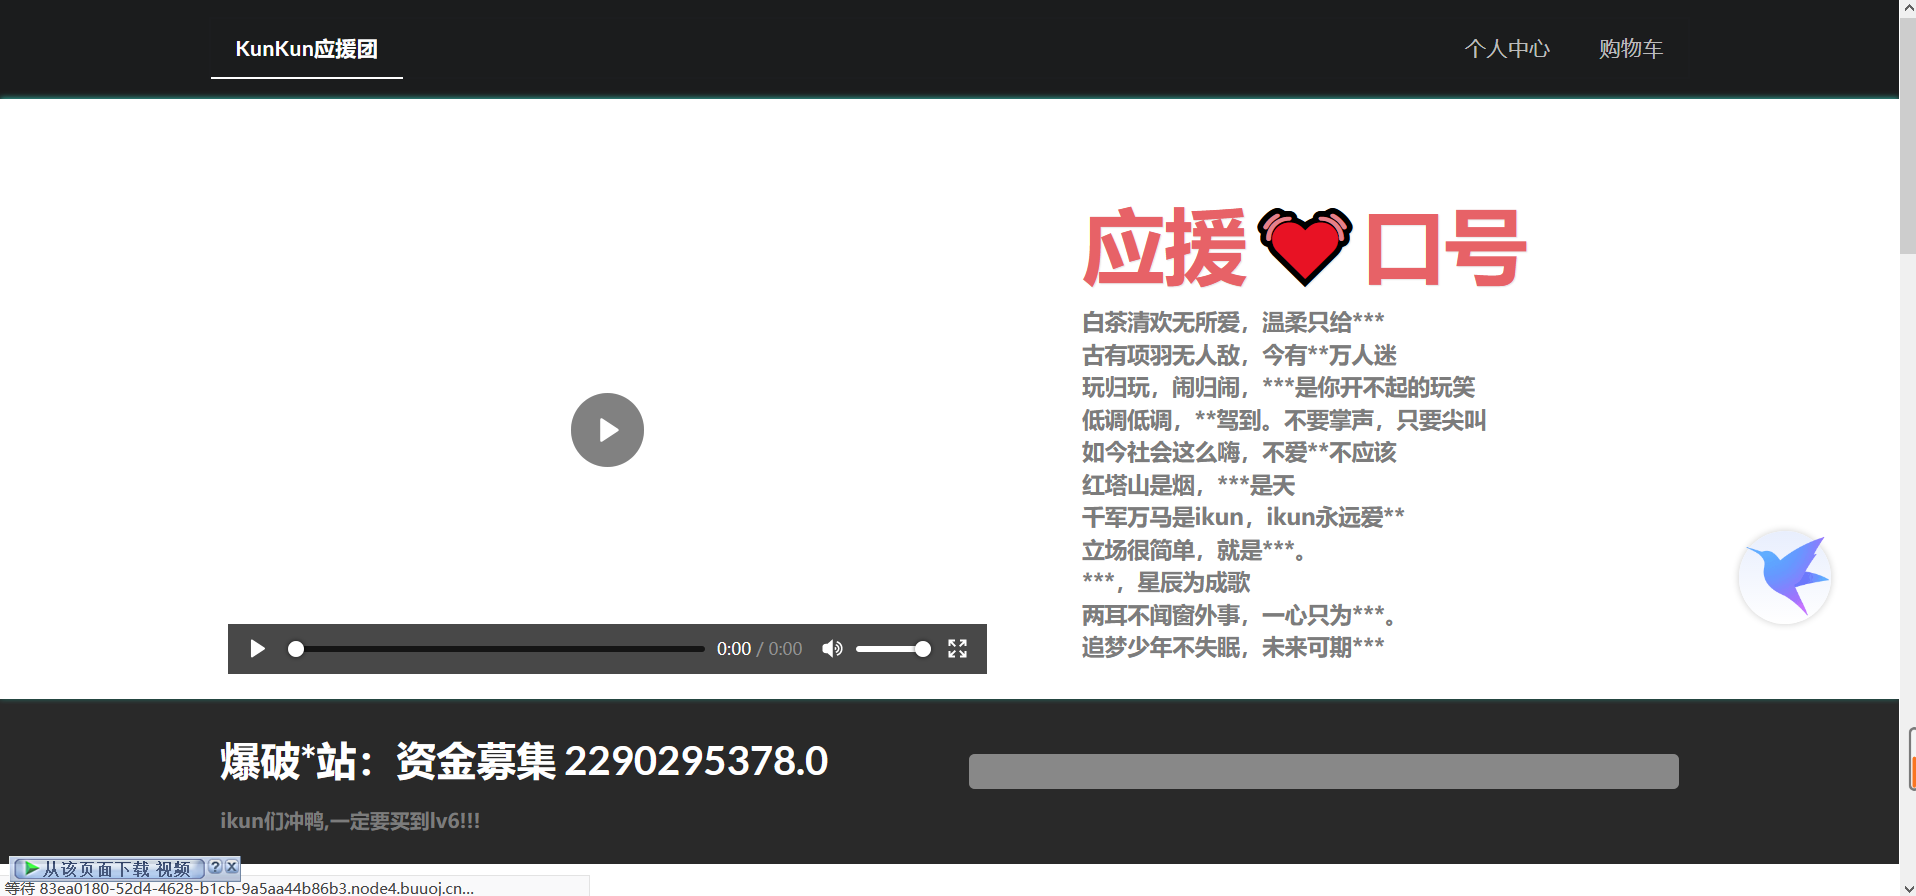 KunKun应援团
个人中心
购物车
应援 口号
白茶清欢无所爱，温柔只给***
古有项羽无人敌，今有**万人迷
玩归玩，闹归闹，***是你开不起的玩笑
低调低调，**驾到。不要掌声，只要尖叫
如今社会这么嗨，不爱**不应该
红塔山是烟，***是天
千军万马是ikun，ikun永远爱**
立场很简单，就是***。
***，星辰为成歌
两耳不闻窗外事，一心只为***。
追梦少年不失眠，未来可期***
0:00 / 0:00
爆破*站：资金募集 2290295378.0
ikun们冲鸭,一定要买到lv6!!!
从该页面下载 视频 ? x
等待 83ea0180-52d4-4628-b1cb-9a5aa44b86b3.node4.buuoj.cn...